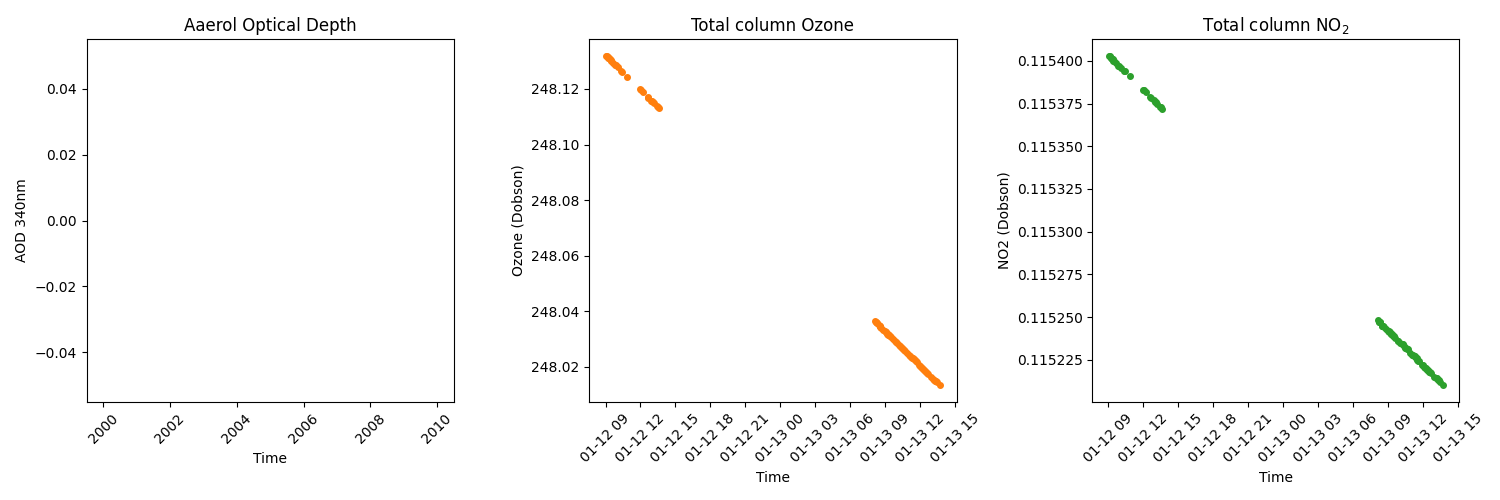 Aaerol Optical Depth
AOD 340nm
0.04
0.02
0.00
−0.02
−0.04
2000 2002 2004 2006 2008 2010
Time
Total column Ozone
Ozone (Dobson)
248.12
248.10
248.08
248.06
248.04
248.02
01-12 09 01-12 12 01-12 15 01-12 18 01-12 21 01-13 00 01-13 03 01-13 06 01-13 09 01-13 12 01-13 15
Time
Total column NO₂
NO2 (Dobson)
0.115400
0.115375
0.115350
0.115325
0.115300
0.115275
0.115250
0.115225
01-12 09 01-12 12 01-12 15 01-12 18 01-12 21 01-13 00 01-13 03 01-13 06 01-13 09 01-13 12 01-13 15
Time